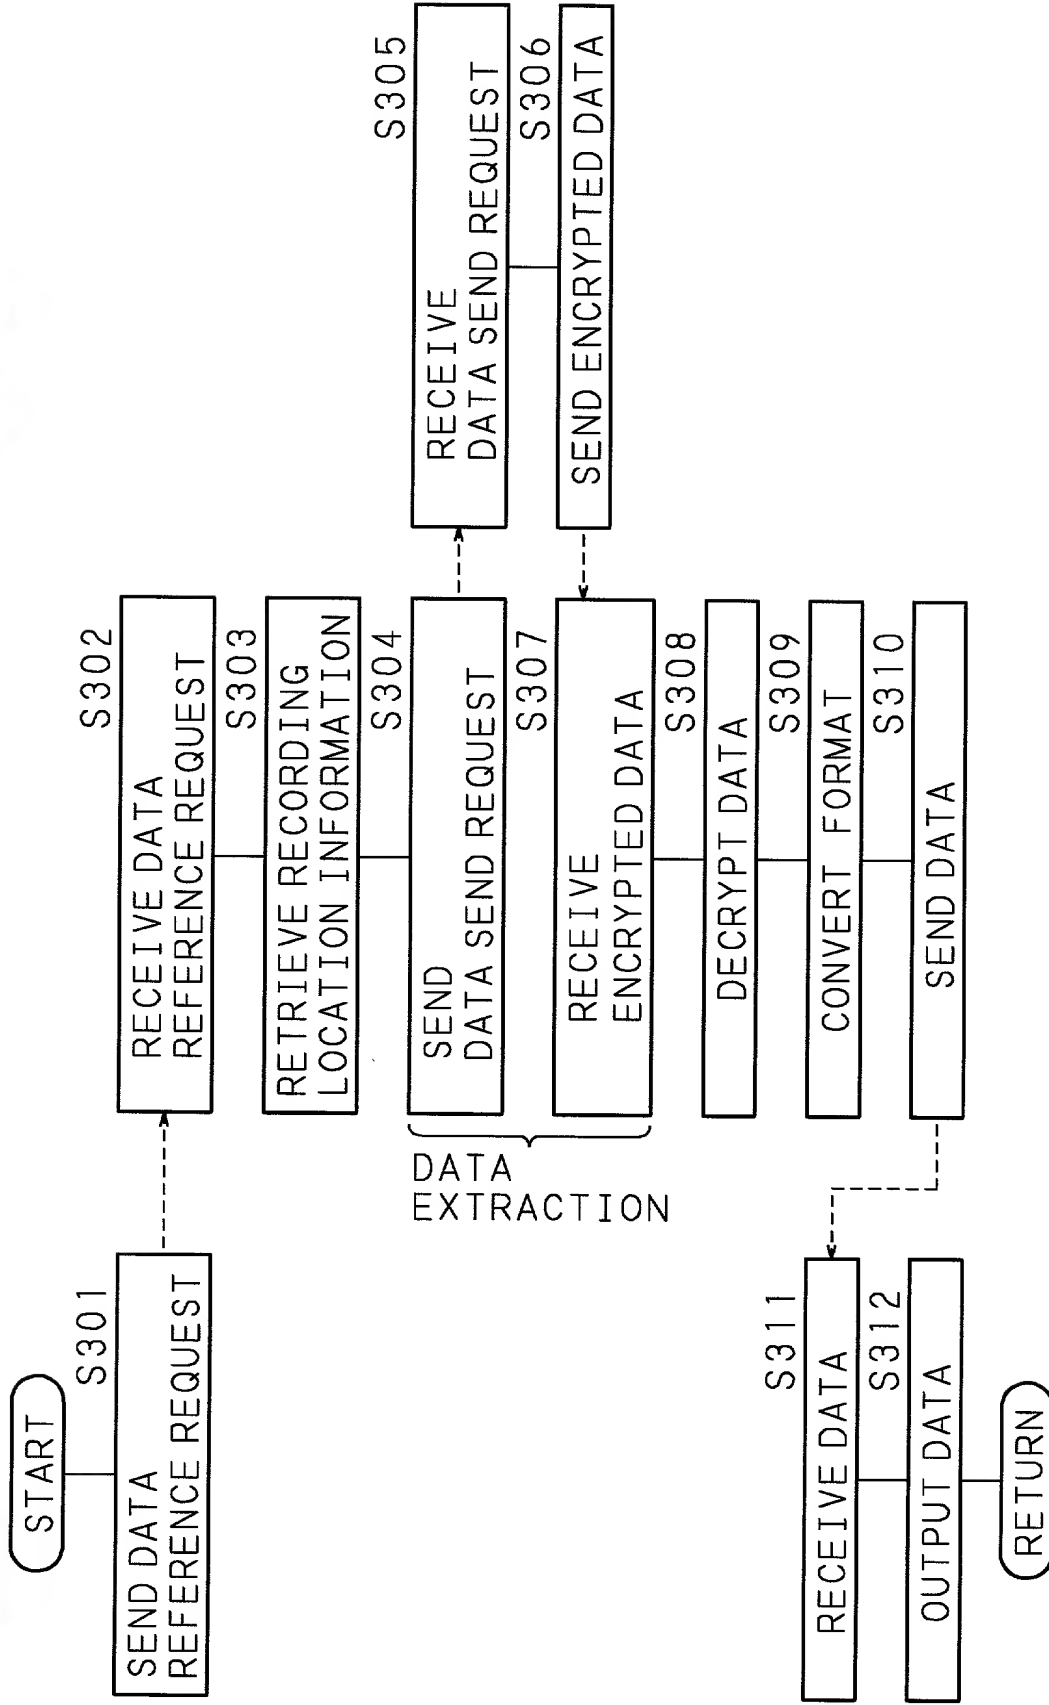 START
S301
SEND DATA
REFERENCE REQUEST
S302
RECEIVE DATA
REFERENCE REQUEST
S303
RETRIEVE RECORDING
LOCATION INFORMATION
S304
SEND
DATA SEND REQUEST
S305
RECEIVE
DATA SEND REQUEST
S306
SEND ENCRYPTED DATA
S307
RECEIVE
ENCRYPTED DATA
DATA
EXTRACTION
S308
DECRYPT DATA
S309
CONVERT FORMAT
S310
SEND DATA
S311
RECEIVE DATA
S312
OUTPUT DATA
RETURN